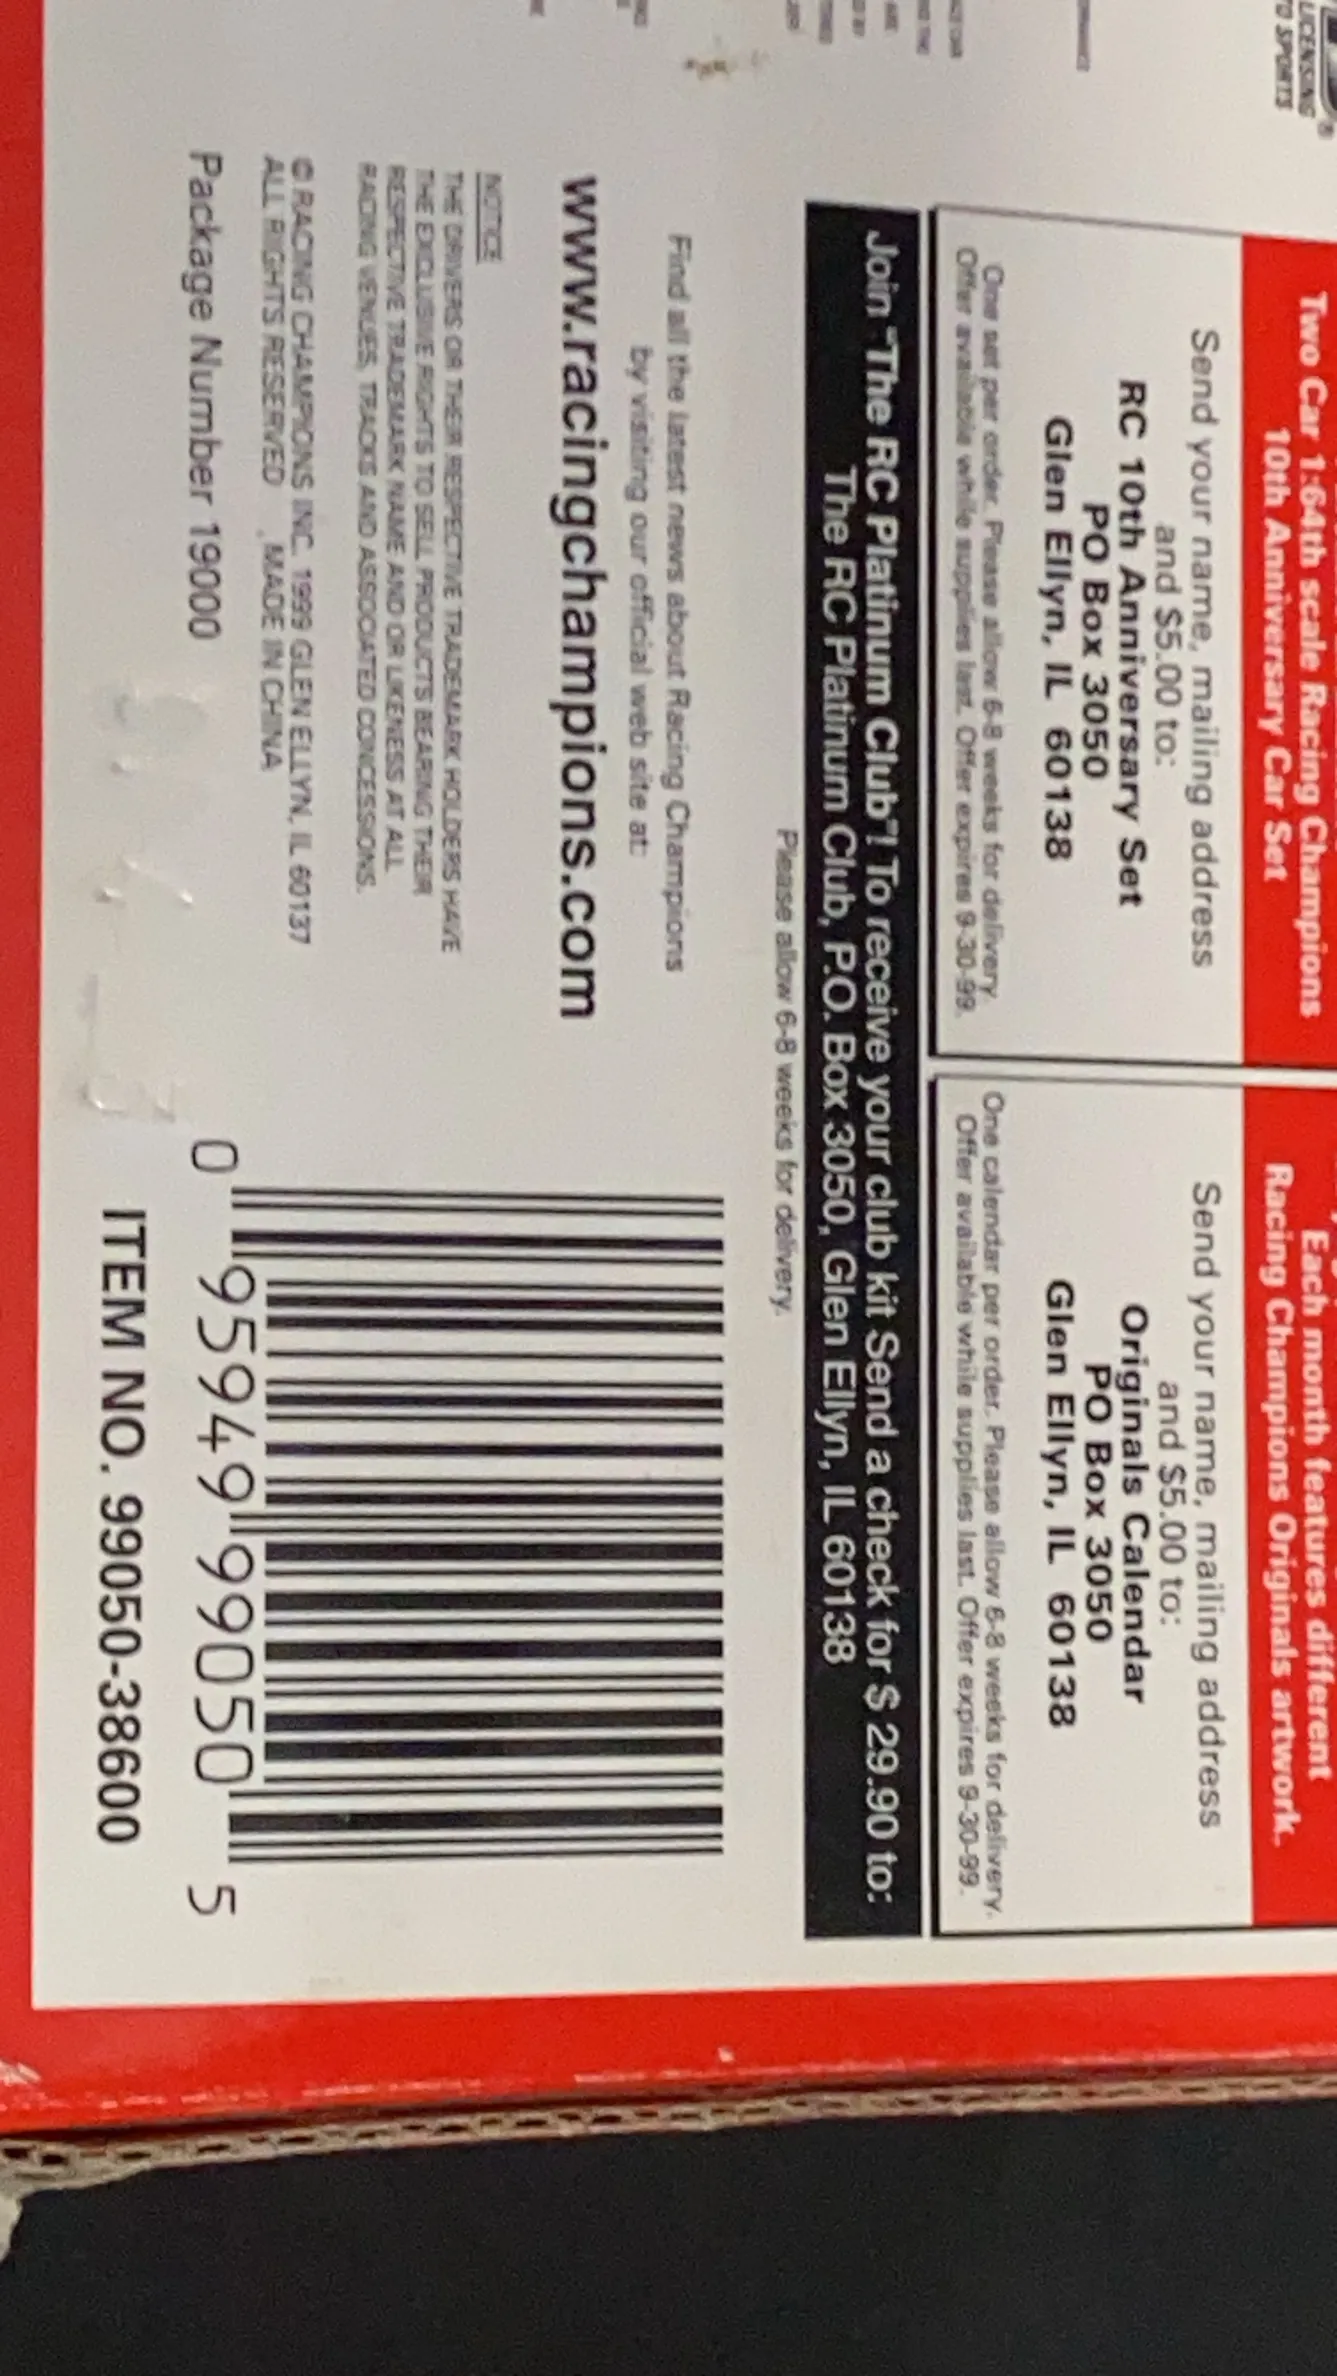 LICENSING
TO SPORTS
Two Car 1:64th scale Racing Champions
10th Anniversary Car Set
Send your name, mailing address
and $5.00 to:
RC 10th Anniversary Set
PO Box 3050
Glen Ellyn, IL 60138
One set per order. Please allow 6-8 weeks for delivery.
Offer available while supplies last. Offer expires 9-30-99.
Each month features different
Racing Champions Originals artwork.
Send your name, mailing address
and $5.00 to:
Originals Calendar
PO Box 3050
Glen Ellyn, IL 60138
One calendar per order. Please allow 6-8 weeks for delivery.
Offer available while supplies last. Offer expires 9-30-99.
Join "The RC Platinum Club"! To receive your club kit Send a check for $ 29.90 to:
The RC Platinum Club, P.O. Box 3050, Glen Ellyn, IL 60138
Please allow 6-8 weeks for delivery.
Find all the latest news about Racing Champions
by visiting our official web site at:
www.racingchampions.com
NOTICE
THE DRIVERS OR THEIR RESPECTIVE TRADEMARK HOLDERS HAVE
THE EXCLUSIVE RIGHTS TO SELL PRODUCTS BEARING THEIR
RESPECTIVE TRADEMARK NAME AND OR LIKENESS AT ALL
RACING VENUES, TRACKS AND ASSOCIATED CONCESSIONS.
© RACING CHAMPIONS INC. 1999 GLEN ELLYN, IL 60137
ALL RIGHTS RESERVED . MADE IN CHINA
Package Number 19000
0 95949 99050 5
ITEM NO. 99050-38600